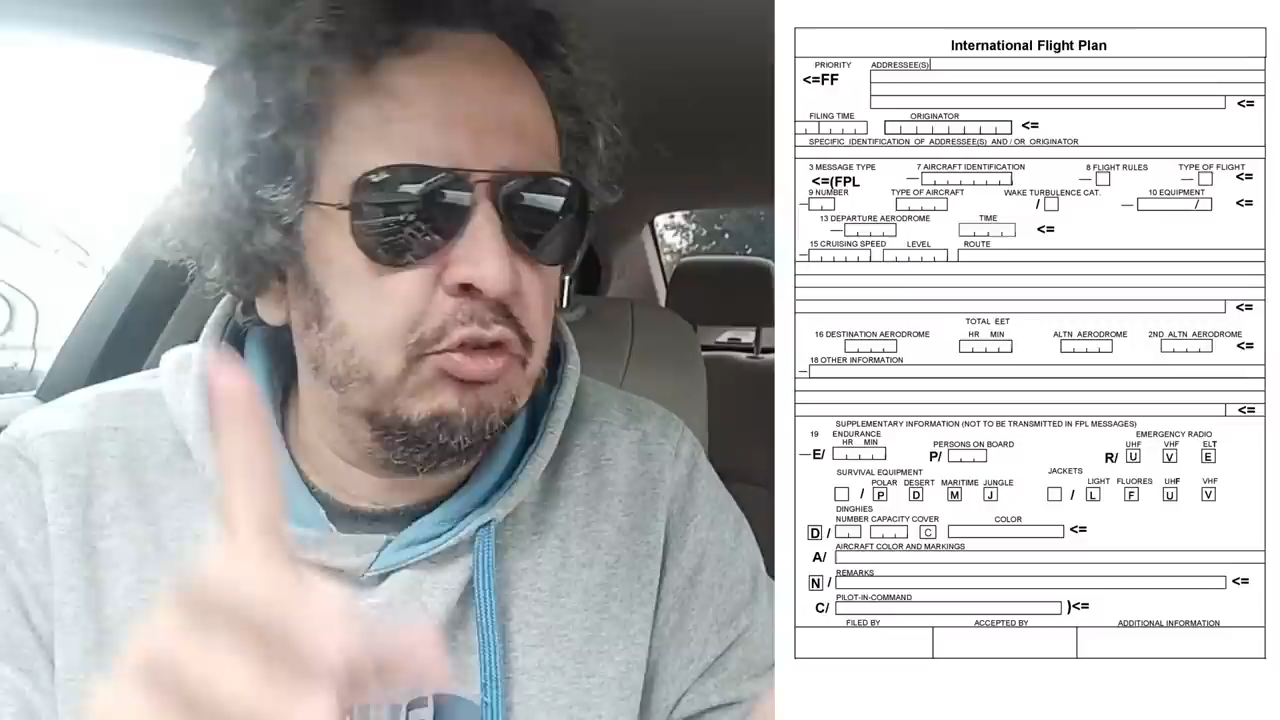 International Flight Plan
PRIORITY ADDRESSEE(S)
<=FF
<=
FILING TIME ORIGINATOR
<=
SPECIFIC IDENTIFICATION OF ADDRESSEE(S) AND / OR ORIGINATOR
3 MESSAGE TYPE 7 AIRCRAFT IDENTIFICATION 8 FLIGHT RULES TYPE OF FLIGHT
<=(FPL — — — <=
9 NUMBER TYPE OF AIRCRAFT WAKE TURBULENCE CAT. 10 EQUIPMENT
— / — / <=
13 DEPARTURE AERODROME TIME
— <=
15 CRUISING SPEED LEVEL ROUTE
—
<=
TOTAL EET
16 DESTINATION AERODROME HR MIN ALTN AERODROME 2ND ALTN AERODROME
— <=
18 OTHER INFORMATION
—
<=
SUPPLEMENTARY INFORMATION (NOT TO BE TRANSMITTED IN FPL MESSAGES)
19 ENDURANCE EMERGENCY RADIO
HR MIN PERSONS ON BOARD UHF VHF ELT
—E/ P/ R/ U V E
SURVIVAL EQUIPMENT JACKETS
POLAR DESERT MARITIME JUNGLE LIGHT FLUORES UHF VHF
/ P D M J / L F U V
DINGHIES
NUMBER CAPACITY COVER COLOR
D / C <=
AIRCRAFT COLOR AND MARKINGS
A/
REMARKS
N / <=
PILOT-IN-COMMAND
C/ )<=
FILED BY ACCEPTED BY ADDITIONAL INFORMATION